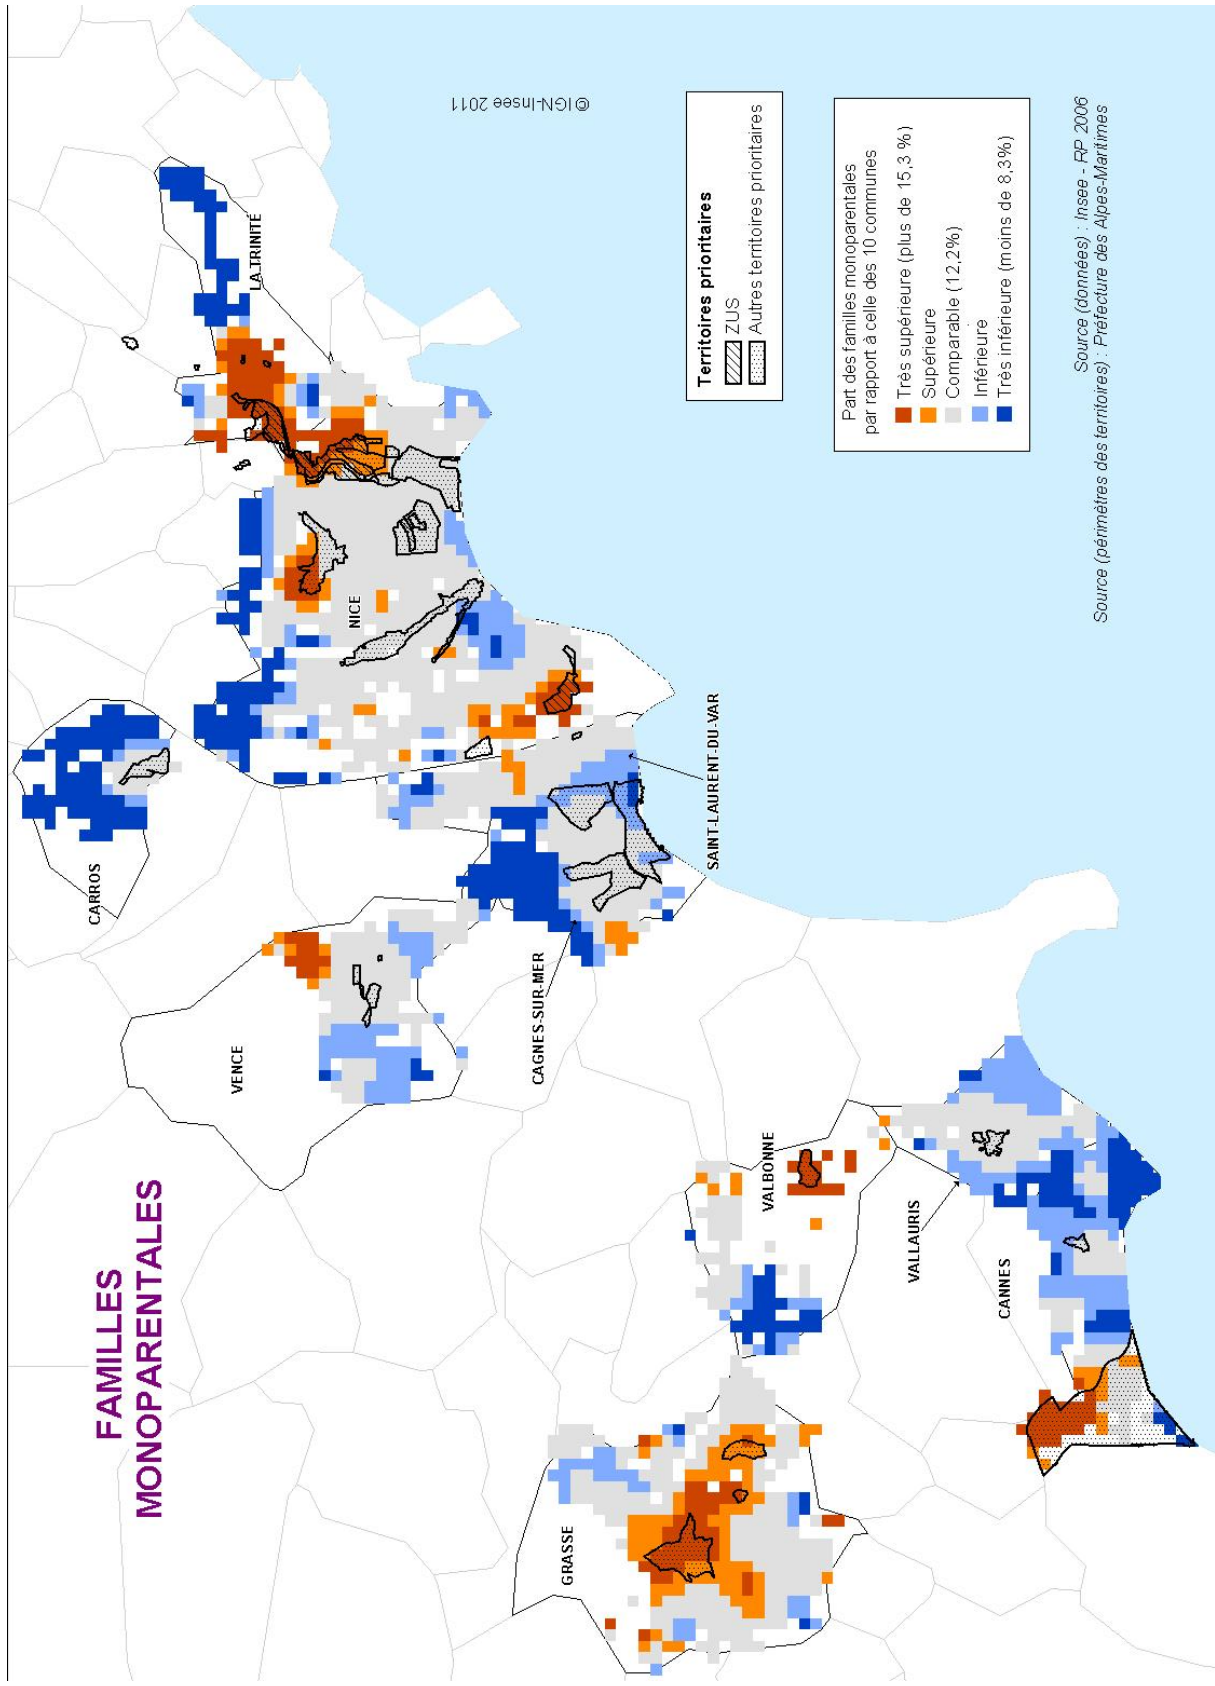 FAMILLES
MONOPARENTALES
©IGN-Insee 2011
Territoires prioritaires
ZUS
Autres territoires prioritaires
Part des familles monoparentales
par rapport à celle des 10 communes
Très supérieure (plus de 15,3 %)
Supérieure
Comparable (12,2%)
Inférieure
Très inférieure (moins de 8,3%)
Source (données) : Insee - RP 2006
Source (périmètres des territoires) : Préfecture des Alpes-Maritimes
CARROS
LA TRINITÉ
NICE
VENCE
SAINT-LAURENT-DU-VAR
CAGNES-SUR-MER
VALBONNE
GRASSE
VALLAURIS
CANNES